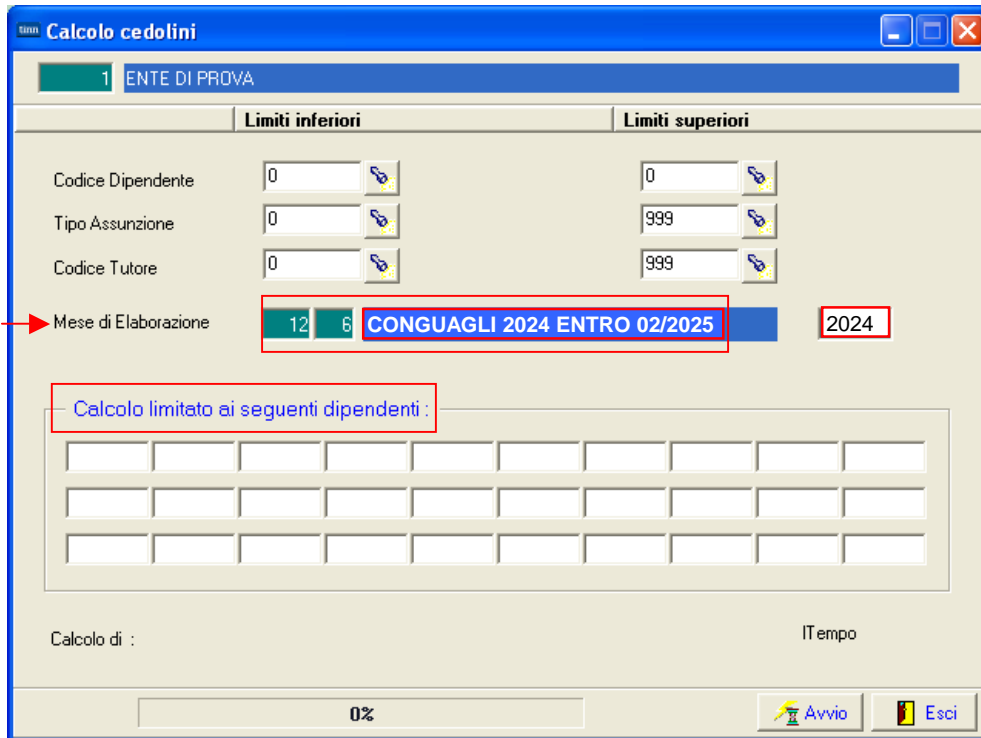 tinn Calcolo cedolini
1 ENTE DI PROVA
Limiti inferiori Limiti superiori
Codice Dipendente 0 0
Tipo Assunzione 0 999
Codice Tutore 0 999
Mese di Elaborazione 12 6 CONGUAGLI 2024 ENTRO 02/2025 2024
Calcolo limitato ai seguenti dipendenti :
Calcolo di : lTempo
0% Avvio Esci